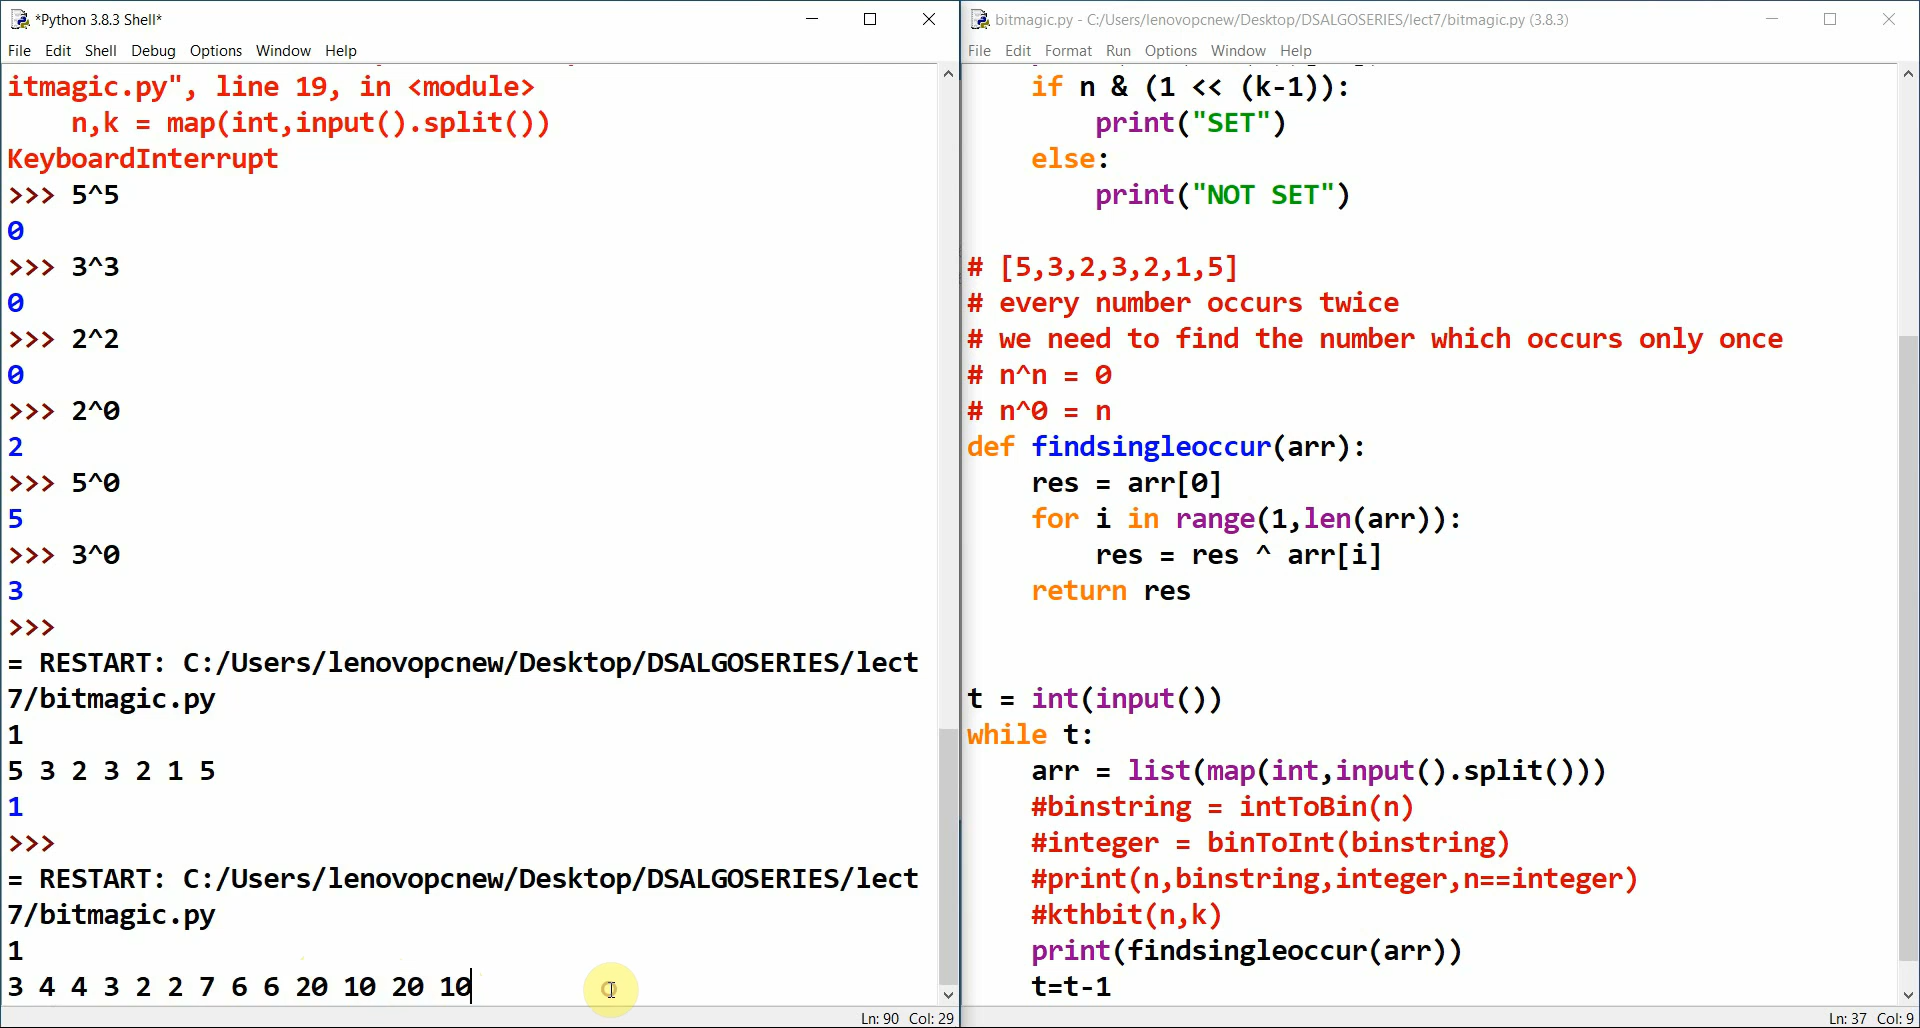 *Python 3.8.3 Shell*
File Edit Shell Debug Options Window Help
itmagic.py", line 19, in <module>
    n,k = map(int,input().split())
KeyboardInterrupt
>>> 5^5
0
>>> 3^3
0
>>> 2^2
0
>>> 2^0
2
>>> 5^0
5
>>> 3^0
3
>>>
= RESTART: C:/Users/lenovopcnew/Desktop/DSALGOSERIES/lect
7/bitmagic.py
1
5 3 2 3 2 1 5
1
>>>
= RESTART: C:/Users/lenovopcnew/Desktop/DSALGOSERIES/lect
7/bitmagic.py
1
3 4 4 3 2 2 7 6 6 20 10 20 10
Ln: 90 Col: 29
bitmagic.py - C:/Users/lenovopcnew/Desktop/DSALGOSERIES/lect7/bitmagic.py (3.8.3)
File Edit Format Run Options Window Help
    if n & (1 << (k-1)):
        print("SET")
    else:
        print("NOT SET")
# [5,3,2,3,2,1,5]
# every number occurs twice
# we need to find the number which occurs only once
# n^n = 0
# n^0 = n
def findsingleoccur(arr):
    res = arr[0]
    for i in range(1,len(arr)):
        res = res ^ arr[i]
    return res
t = int(input())
while t:
    arr = list(map(int,input().split()))
    #binstring = intToBin(n)
    #integer = binToInt(binstring)
    #print(n,binstring,integer,n==integer)
    #kthbit(n,k)
    print(findsingleoccur(arr))
    t=t-1
Ln: 37 Col: 9